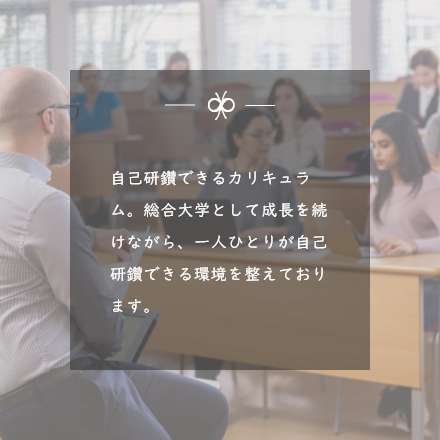 自己研鑽できるカリキュラ
ム。総合大学として成長を続
けながら、一人ひとりが自己
研鑽できる環境を整えており
ます。